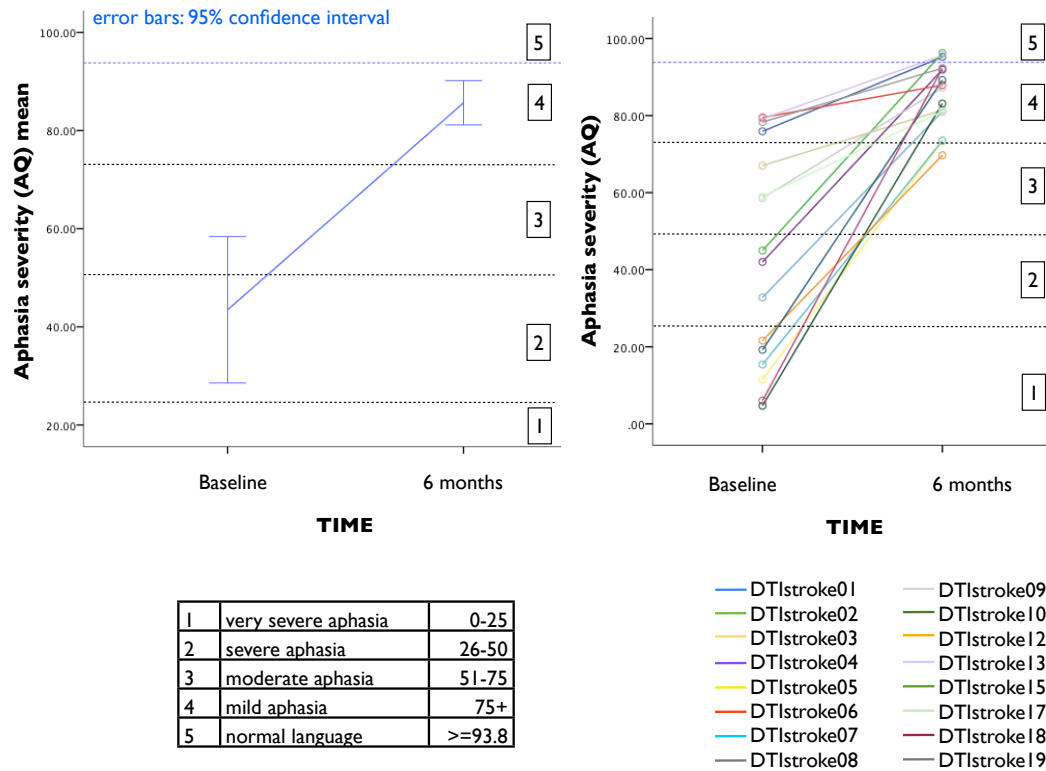 error bars: 95% confidence interval
Aphasia severity (AQ) mean
100.00
80.00
60.00
40.00
20.00
5
4
3
2
1
Baseline
6 months
TIME
Aphasia severity (AQ)
100.00
80.00
60.00
40.00
20.00
.00
5
4
3
2
1
Baseline
6 months
TIME
1 very severe aphasia 0-25
2 severe aphasia 26-50
3 moderate aphasia 51-75
4 mild aphasia 75+
5 normal language >=93.8
DTIstroke01
DTIstroke02
DTIstroke03
DTIstroke04
DTIstroke05
DTIstroke06
DTIstroke07
DTIstroke08
DTIstroke09
DTIstroke10
DTIstroke12
DTIstroke13
DTIstroke15
DTIstroke17
DTIstroke18
DTIstroke19